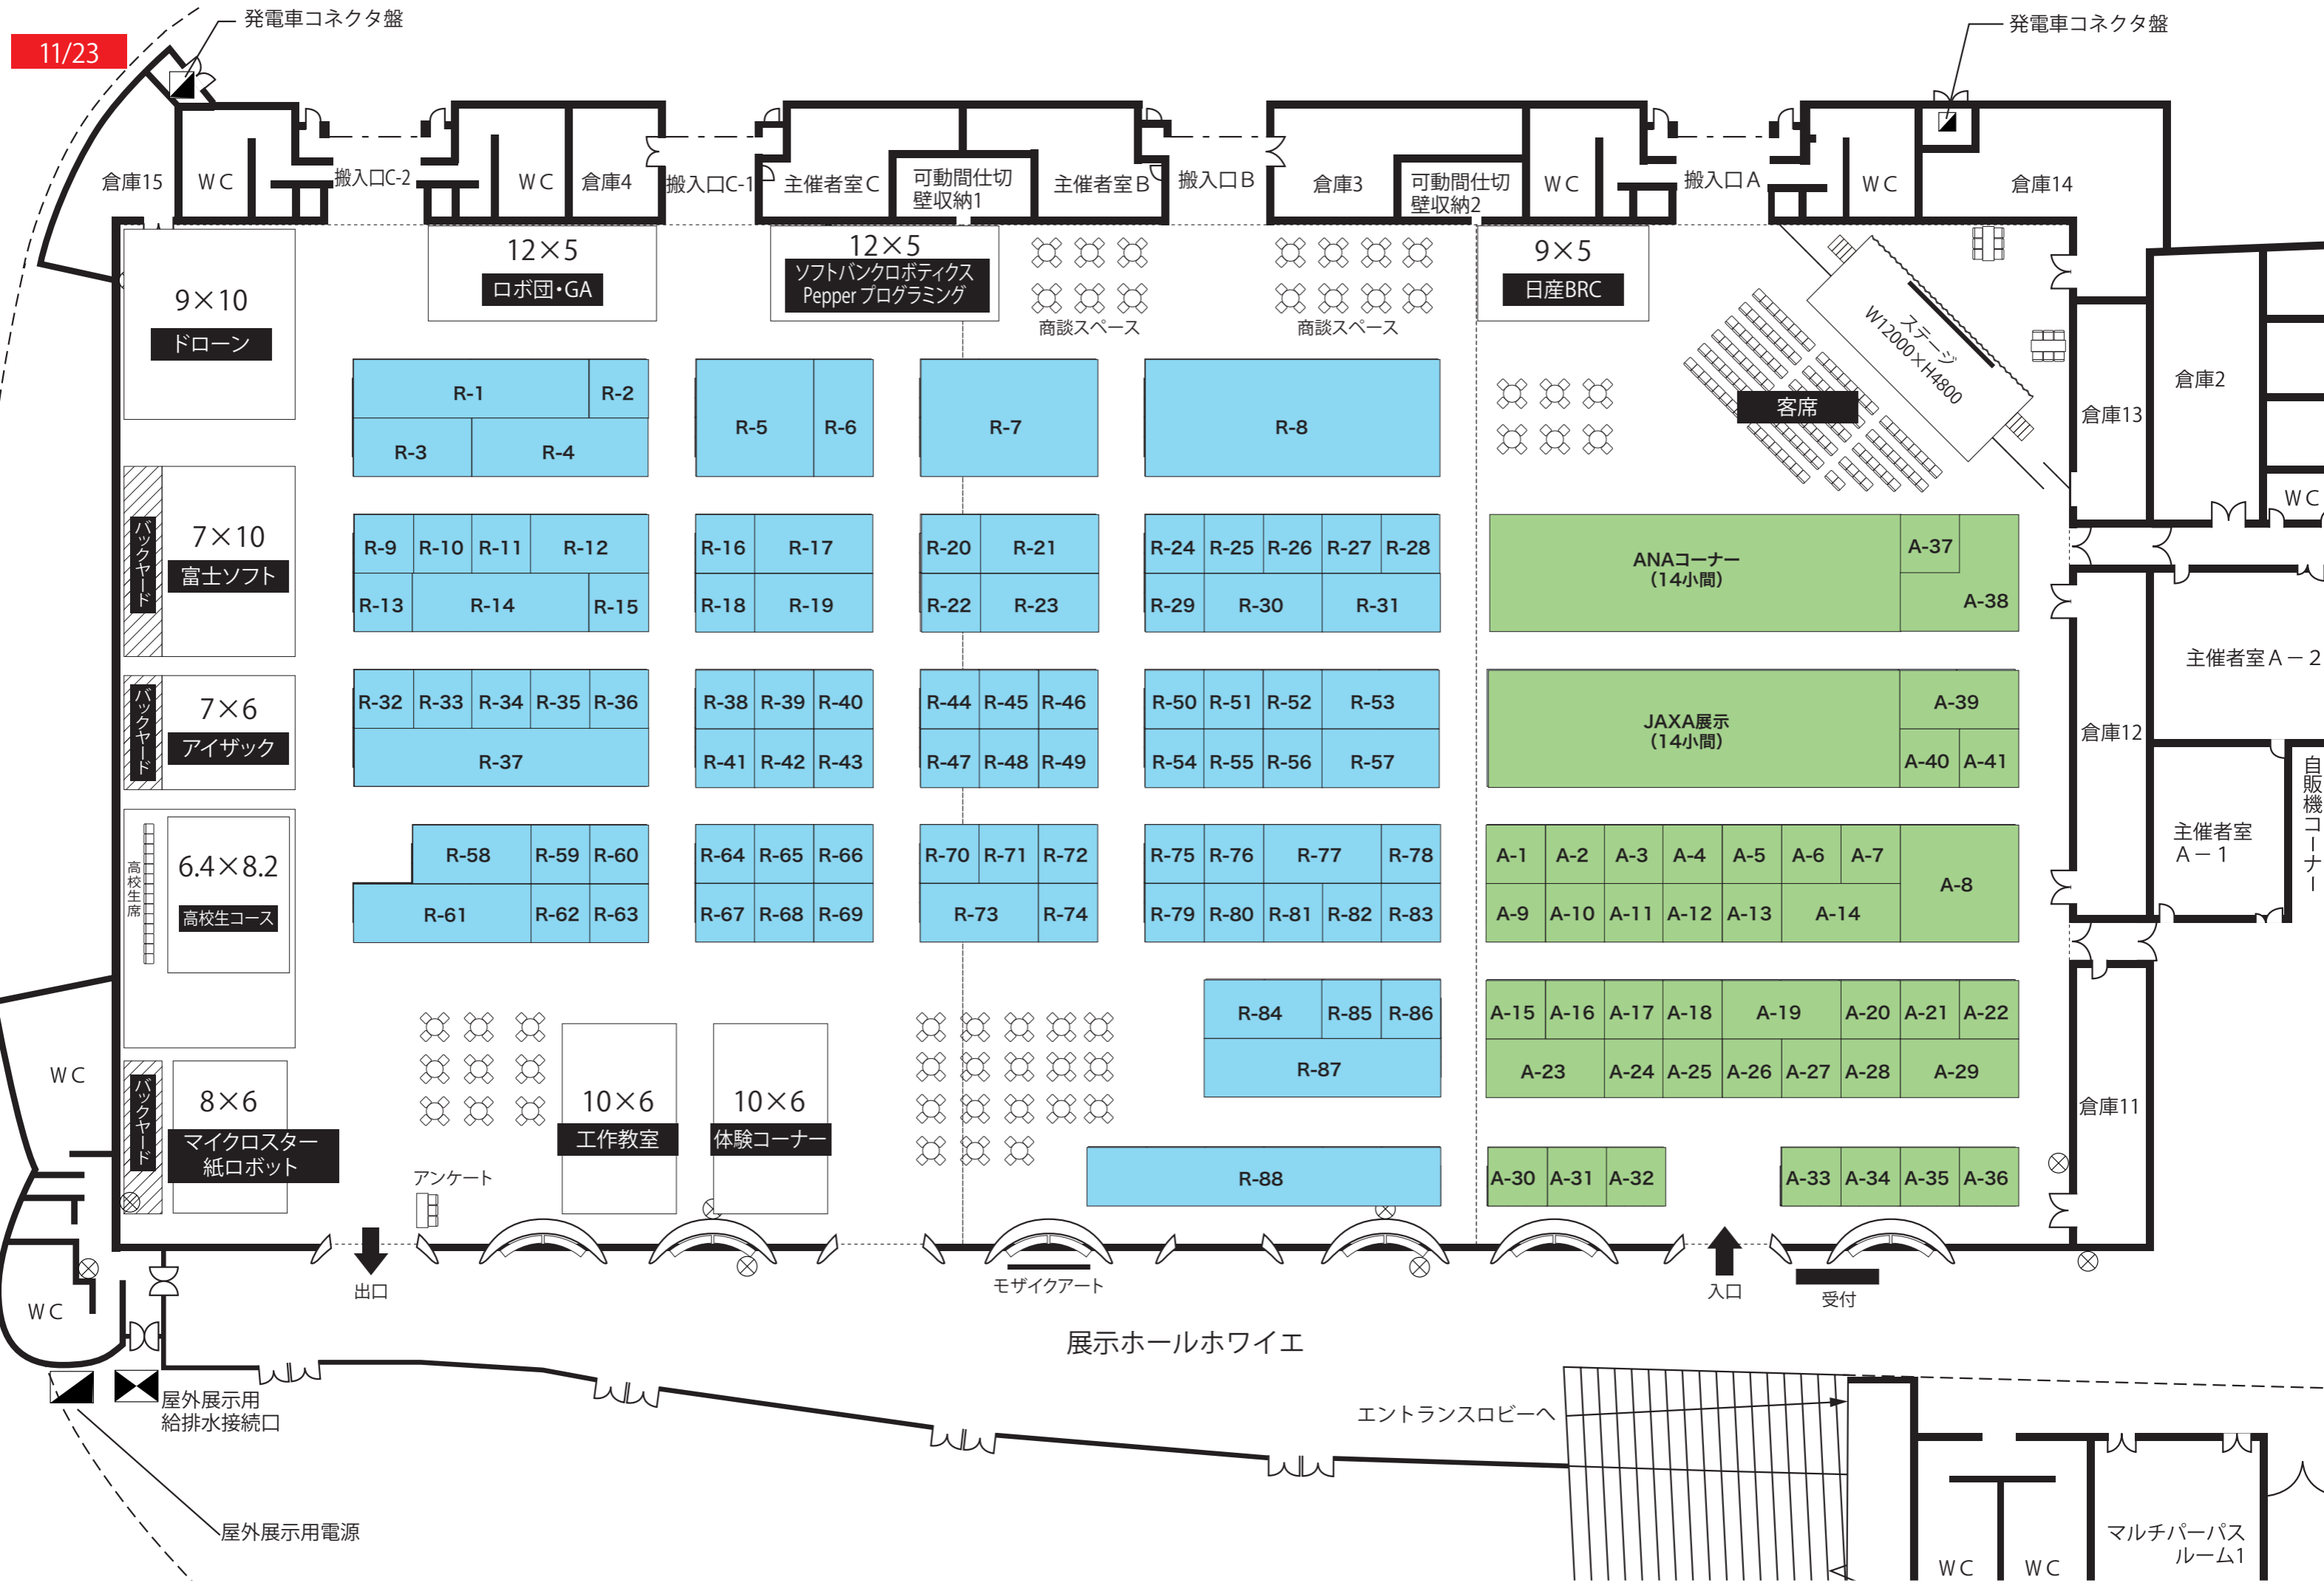 11/23
発電車コネクタ盤
発電車コネクタ盤
倉庫15
WC
搬入口C-2
WC
倉庫4
搬入口C-1
主催者室C
可動間仕切
壁収納1
主催者室B
搬入口B
倉庫3
可動間仕切
壁収納2
WC
搬入口A
WC
倉庫14
9×10
ドローン
12×5
ロボ団・GA
12×5
ソフトバンクロボティクス
Pepper プログラミング
商談スペース
商談スペース
9×5
日産BRC
ステージ
W12000×H4800
客席
倉庫13
倉庫2
WC
R-1
R-2
R-3
R-4
R-5
R-6
R-7
R-8
バックヤード
7×10
富士ソフト
R-9
R-10
R-11
R-12
R-13
R-14
R-15
R-16
R-17
R-18
R-19
R-20
R-21
R-22
R-23
R-24
R-25
R-26
R-27
R-28
R-29
R-30
R-31
ANAコーナー
(14小間)
A-37
A-38
主催者室A－2
バックヤード
7×6
アイザック
R-32
R-33
R-34
R-35
R-36
R-37
R-38
R-39
R-40
R-41
R-42
R-43
R-44
R-45
R-46
R-47
R-48
R-49
R-50
R-51
R-52
R-53
R-54
R-55
R-56
R-57
JAXA展示
(14小間)
A-39
A-40
A-41
倉庫12
自販機コーナー
主催者室
A－1
高校生席
6.4×8.2
高校生コース
R-58
R-59
R-60
R-61
R-62
R-63
R-64
R-65
R-66
R-67
R-68
R-69
R-70
R-71
R-72
R-73
R-74
R-75
R-76
R-77
R-78
R-79
R-80
R-81
R-82
R-83
A-1
A-2
A-3
A-4
A-5
A-6
A-7
A-8
A-9
A-10
A-11
A-12
A-13
A-14
WC
バックヤード
8×6
マイクロスター
紙ロボット
アンケート
10×6
工作教室
10×6
体験コーナー
R-84
R-85
R-86
R-87
R-88
A-15
A-16
A-17
A-18
A-19
A-20
A-21
A-22
A-23
A-24
A-25
A-26
A-27
A-28
A-29
A-30
A-31
A-32
A-33
A-34
A-35
A-36
倉庫11
WC
出口
モザイクアート
入口
受付
展示ホールホワイエ
屋外展示用
給排水接続口
エントランスロビーへ
屋外展示用電源
WC
WC
マルチパーパス
ルーム1